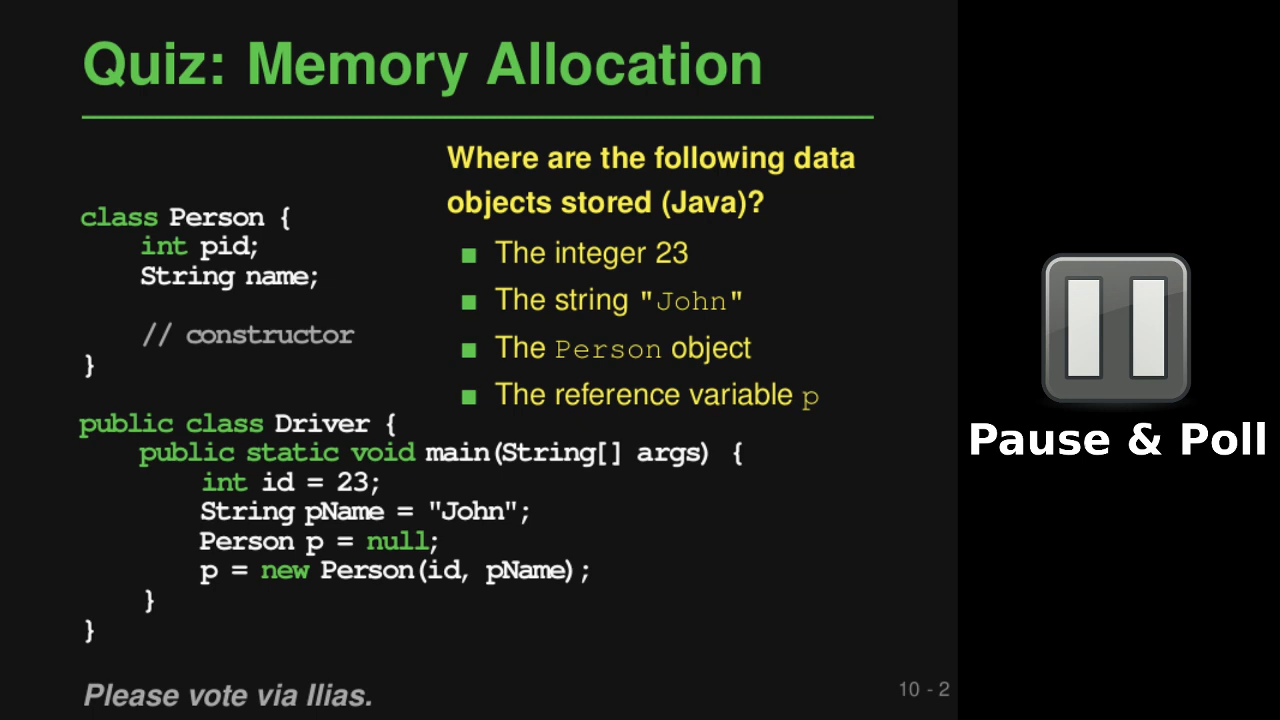 Quiz: Memory Allocation
class Person {
int pid;
String name;
// constructor
}
public class Driver {
public static void main(String[] args) {
int id = 23;
String pName = "John";
Person p = null;
p = new Person(id, pName);
}
}
Where are the following data
objects stored (Java)?
■ The integer 23
■ The string "John"
■ The Person object
■ The reference variable p
Please vote via Ilias.
10 - 2
Pause & Poll